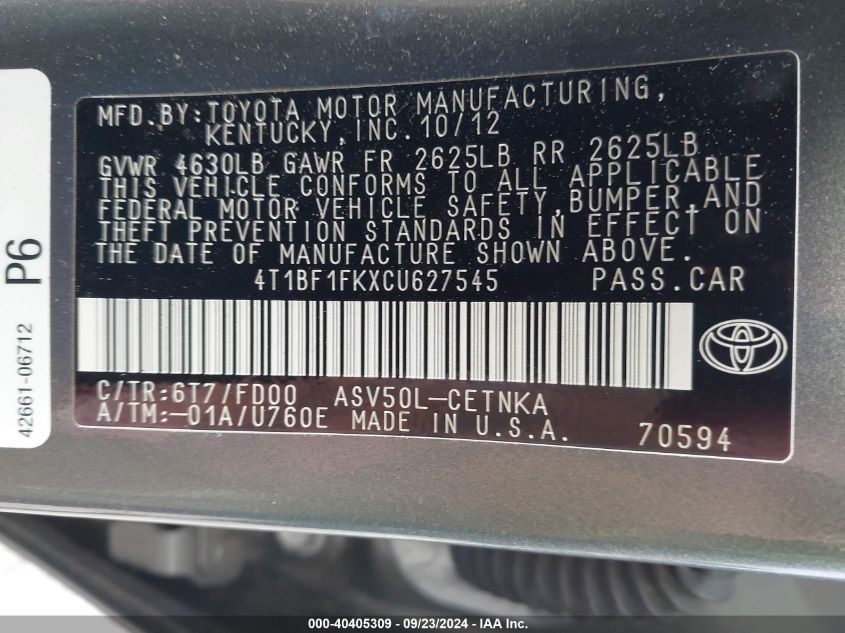 MFD.BY:TOYOTA MOTOR MANUFACTURING,
KENTUCKY,INC.10/12
GVWR 4630LB GAWR FR 2625LB RR 2625LB
THIS VEHICLE CONFORMS TO ALL APPLICABLE
FEDERAL MOTOR VEHICLE SAFETY,BUMPER,AND
THEFT PREVENTION STANDARDS IN EFFECT ON
THE DATE OF MANUFACTURE SHOWN ABOVE.
4T1BF1FKXCU627545 PASS.CAR
C/TR:6T7/FD00 ASV50L-CETNKA
A/TM:-01A/U760E MADE IN U.S.A. 70594
42661-06712 P6
000-40405309 - 09/23/2024 - IAA, Inc.